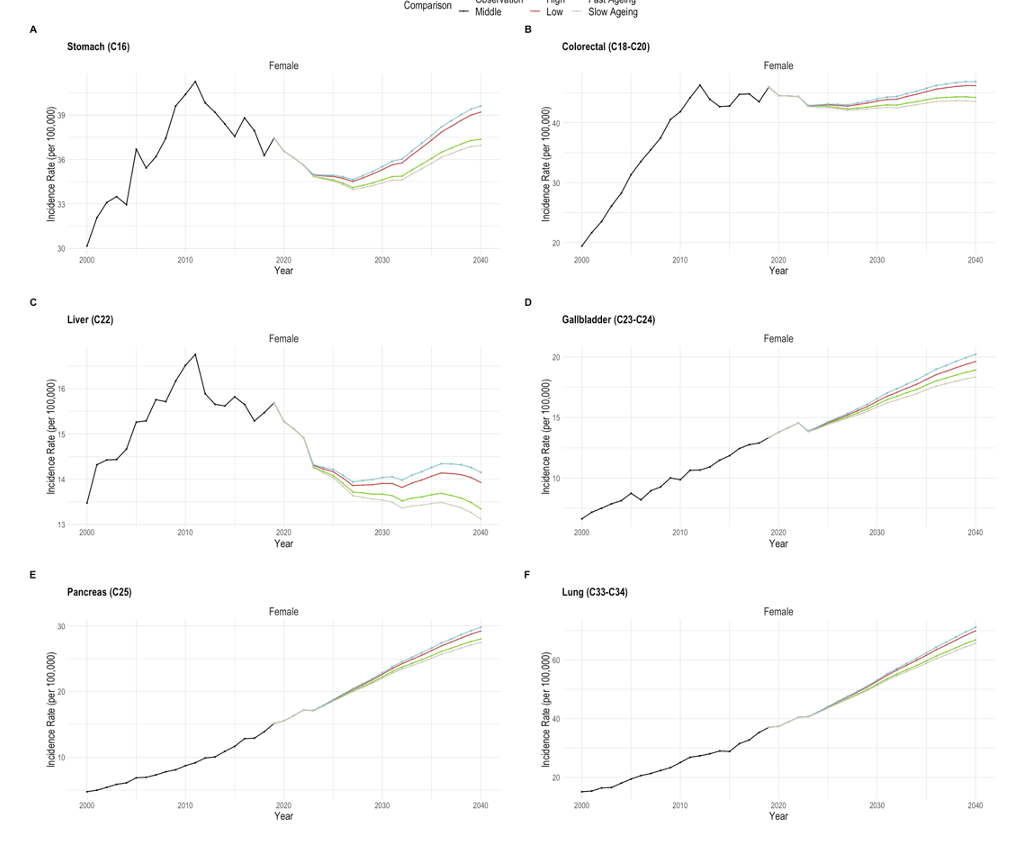 Comparison
Middle Low Slow Ageing
A
Stomach (C16)
Female
Incidence Rate (per 100,000)
39
36
33
30
2000 2010 2020 2030 2040
Year
B
Colorectal (C18-C20)
Female
Incidence Rate (per 100,000)
40
30
20
2000 2010 2020 2030 2040
Year
C
Liver (C22)
Female
Incidence Rate (per 100,000)
16
15
14
13
2000 2010 2020 2030 2040
Year
D
Gallbladder (C23-C24)
Female
Incidence Rate (per 100,000)
20
15
10
2000 2010 2020 2030 2040
Year
E
Pancreas (C25)
Female
Incidence Rate (per 100,000)
30
20
10
2000 2010 2020 2030 2040
Year
F
Lung (C33-C34)
Female
Incidence Rate (per 100,000)
60
40
20
2000 2010 2020 2030 2040
Year